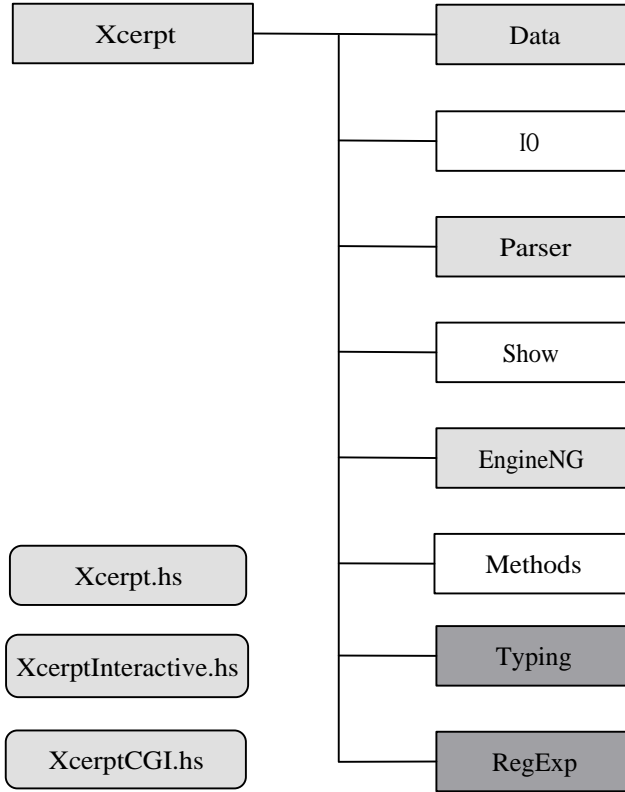 Xcerpt
Data
IO
Parser
Show
EngineNG
Methods
Typing
RegExp
Xcerpt.hs
XcerptInteractive.hs
XcerptCGI.hs